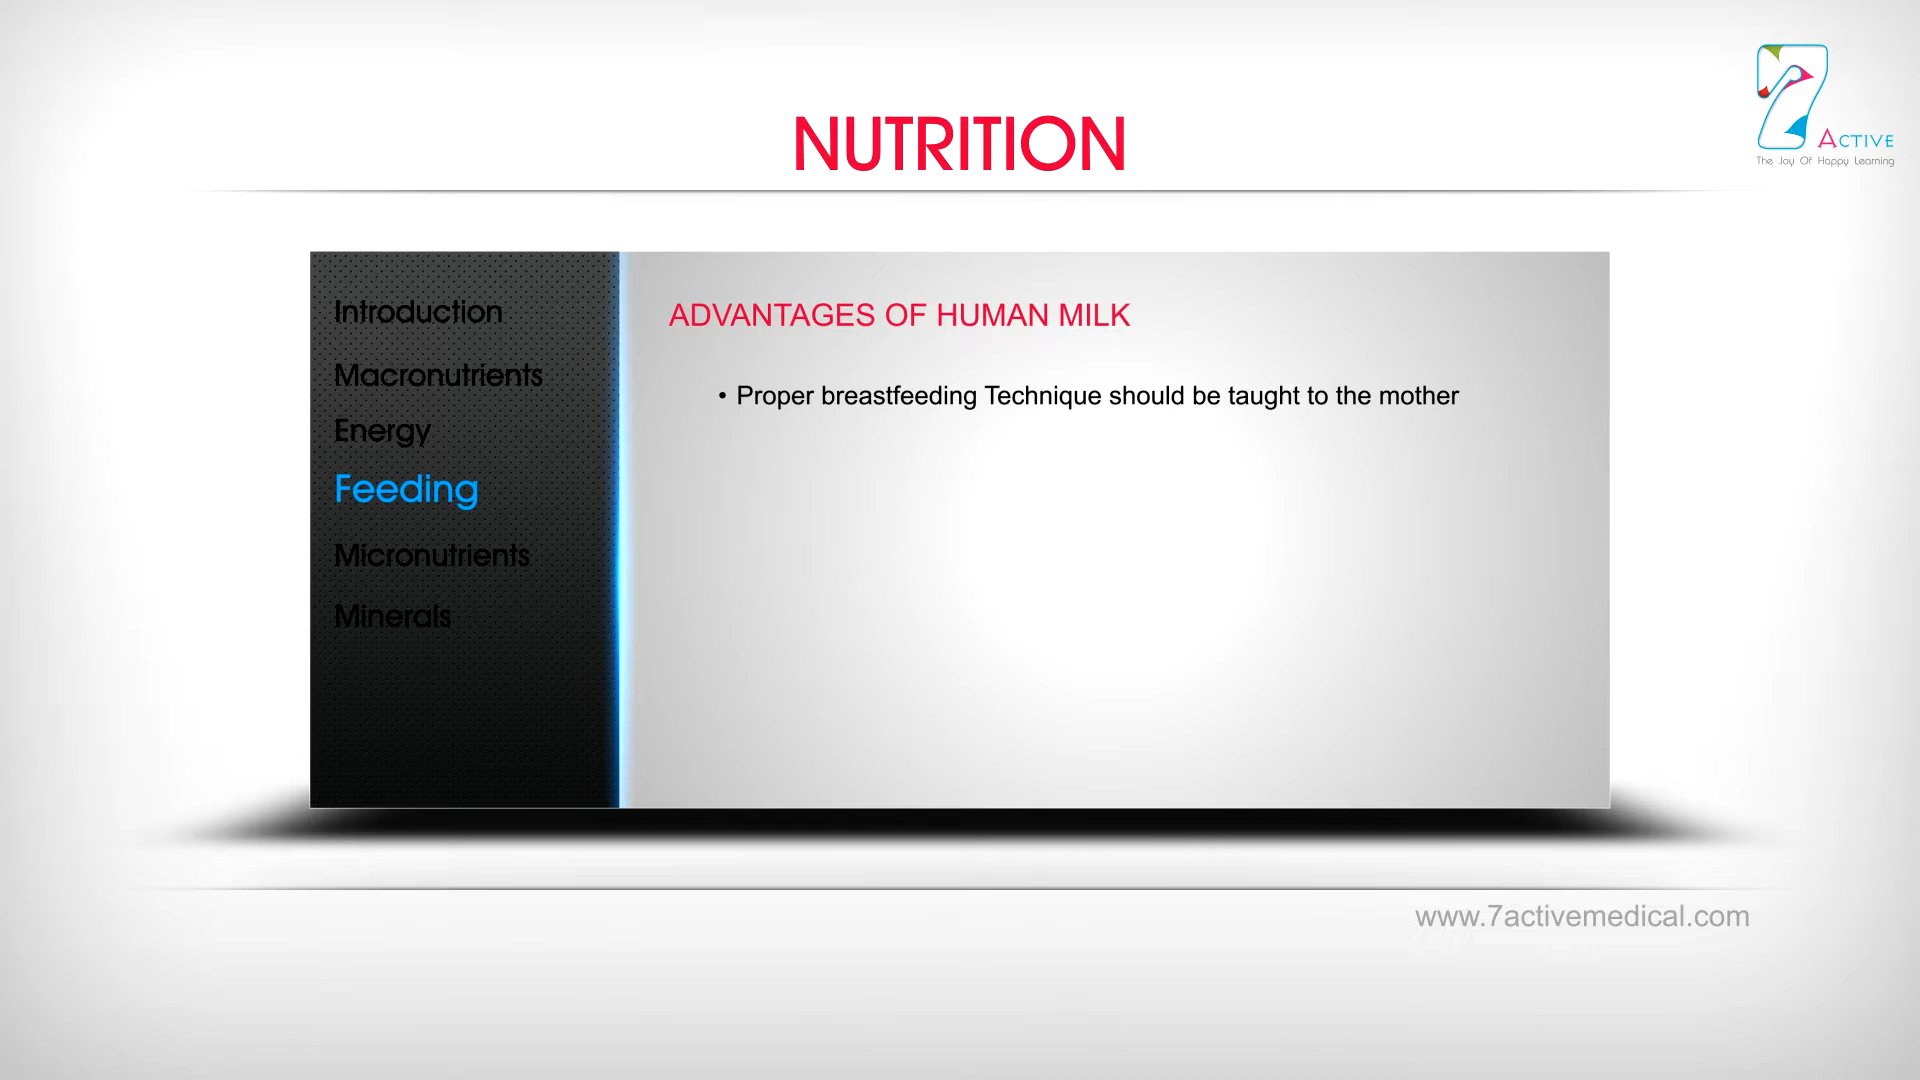 NUTRITION
7 ACTIVE
The Joy Of Happy Learning
Introduction
Macronutrients
Energy
Feeding
Micronutrients
Minerals
ADVANTAGES OF HUMAN MILK
• Proper breastfeeding Technique should be taught to the mother
www.7activemedical.com